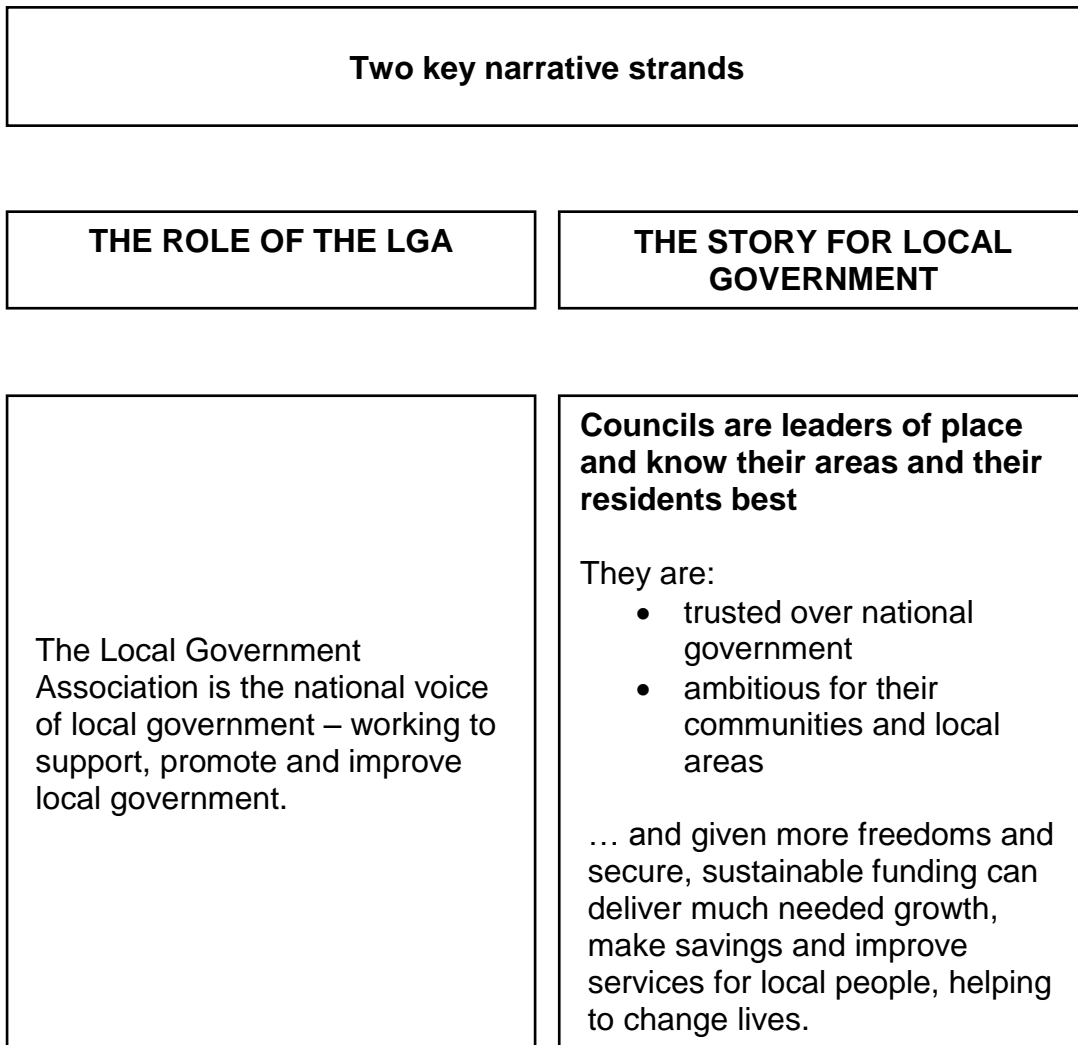 Two key narrative strands
THE ROLE OF THE LGA
THE STORY FOR LOCAL
GOVERNMENT
The Local Government
Association is the national voice
of local government – working to
support, promote and improve
local government.
Councils are leaders of place
and know their areas and their
residents best
They are:
• trusted over national
government
• ambitious for their
communities and local
areas
… and given more freedoms and
secure, sustainable funding can
deliver much needed growth,
make savings and improve
services for local people, helping
to change lives.